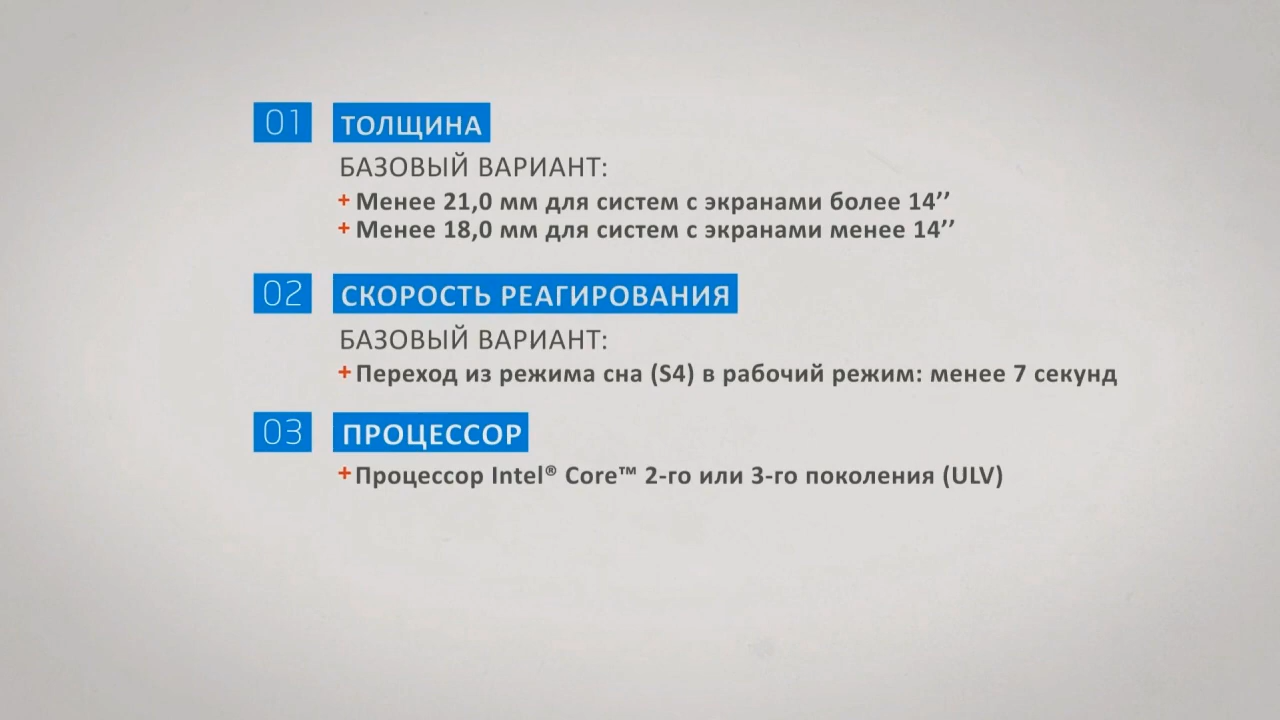 01 ТОЛЩИНА
БАЗОВЫЙ ВАРИАНТ:
+ Менее 21,0 мм для систем с экранами более 14’’
+ Менее 18,0 мм для систем с экранами менее 14’’
02 СКОРОСТЬ РЕАГИРОВАНИЯ
БАЗОВЫЙ ВАРИАНТ:
+ Переход из режима сна (S4) в рабочий режим: менее 7 секунд
03 ПРОЦЕССОР
+ Процессор Intel® Core™ 2-го или 3-го поколения (ULV)